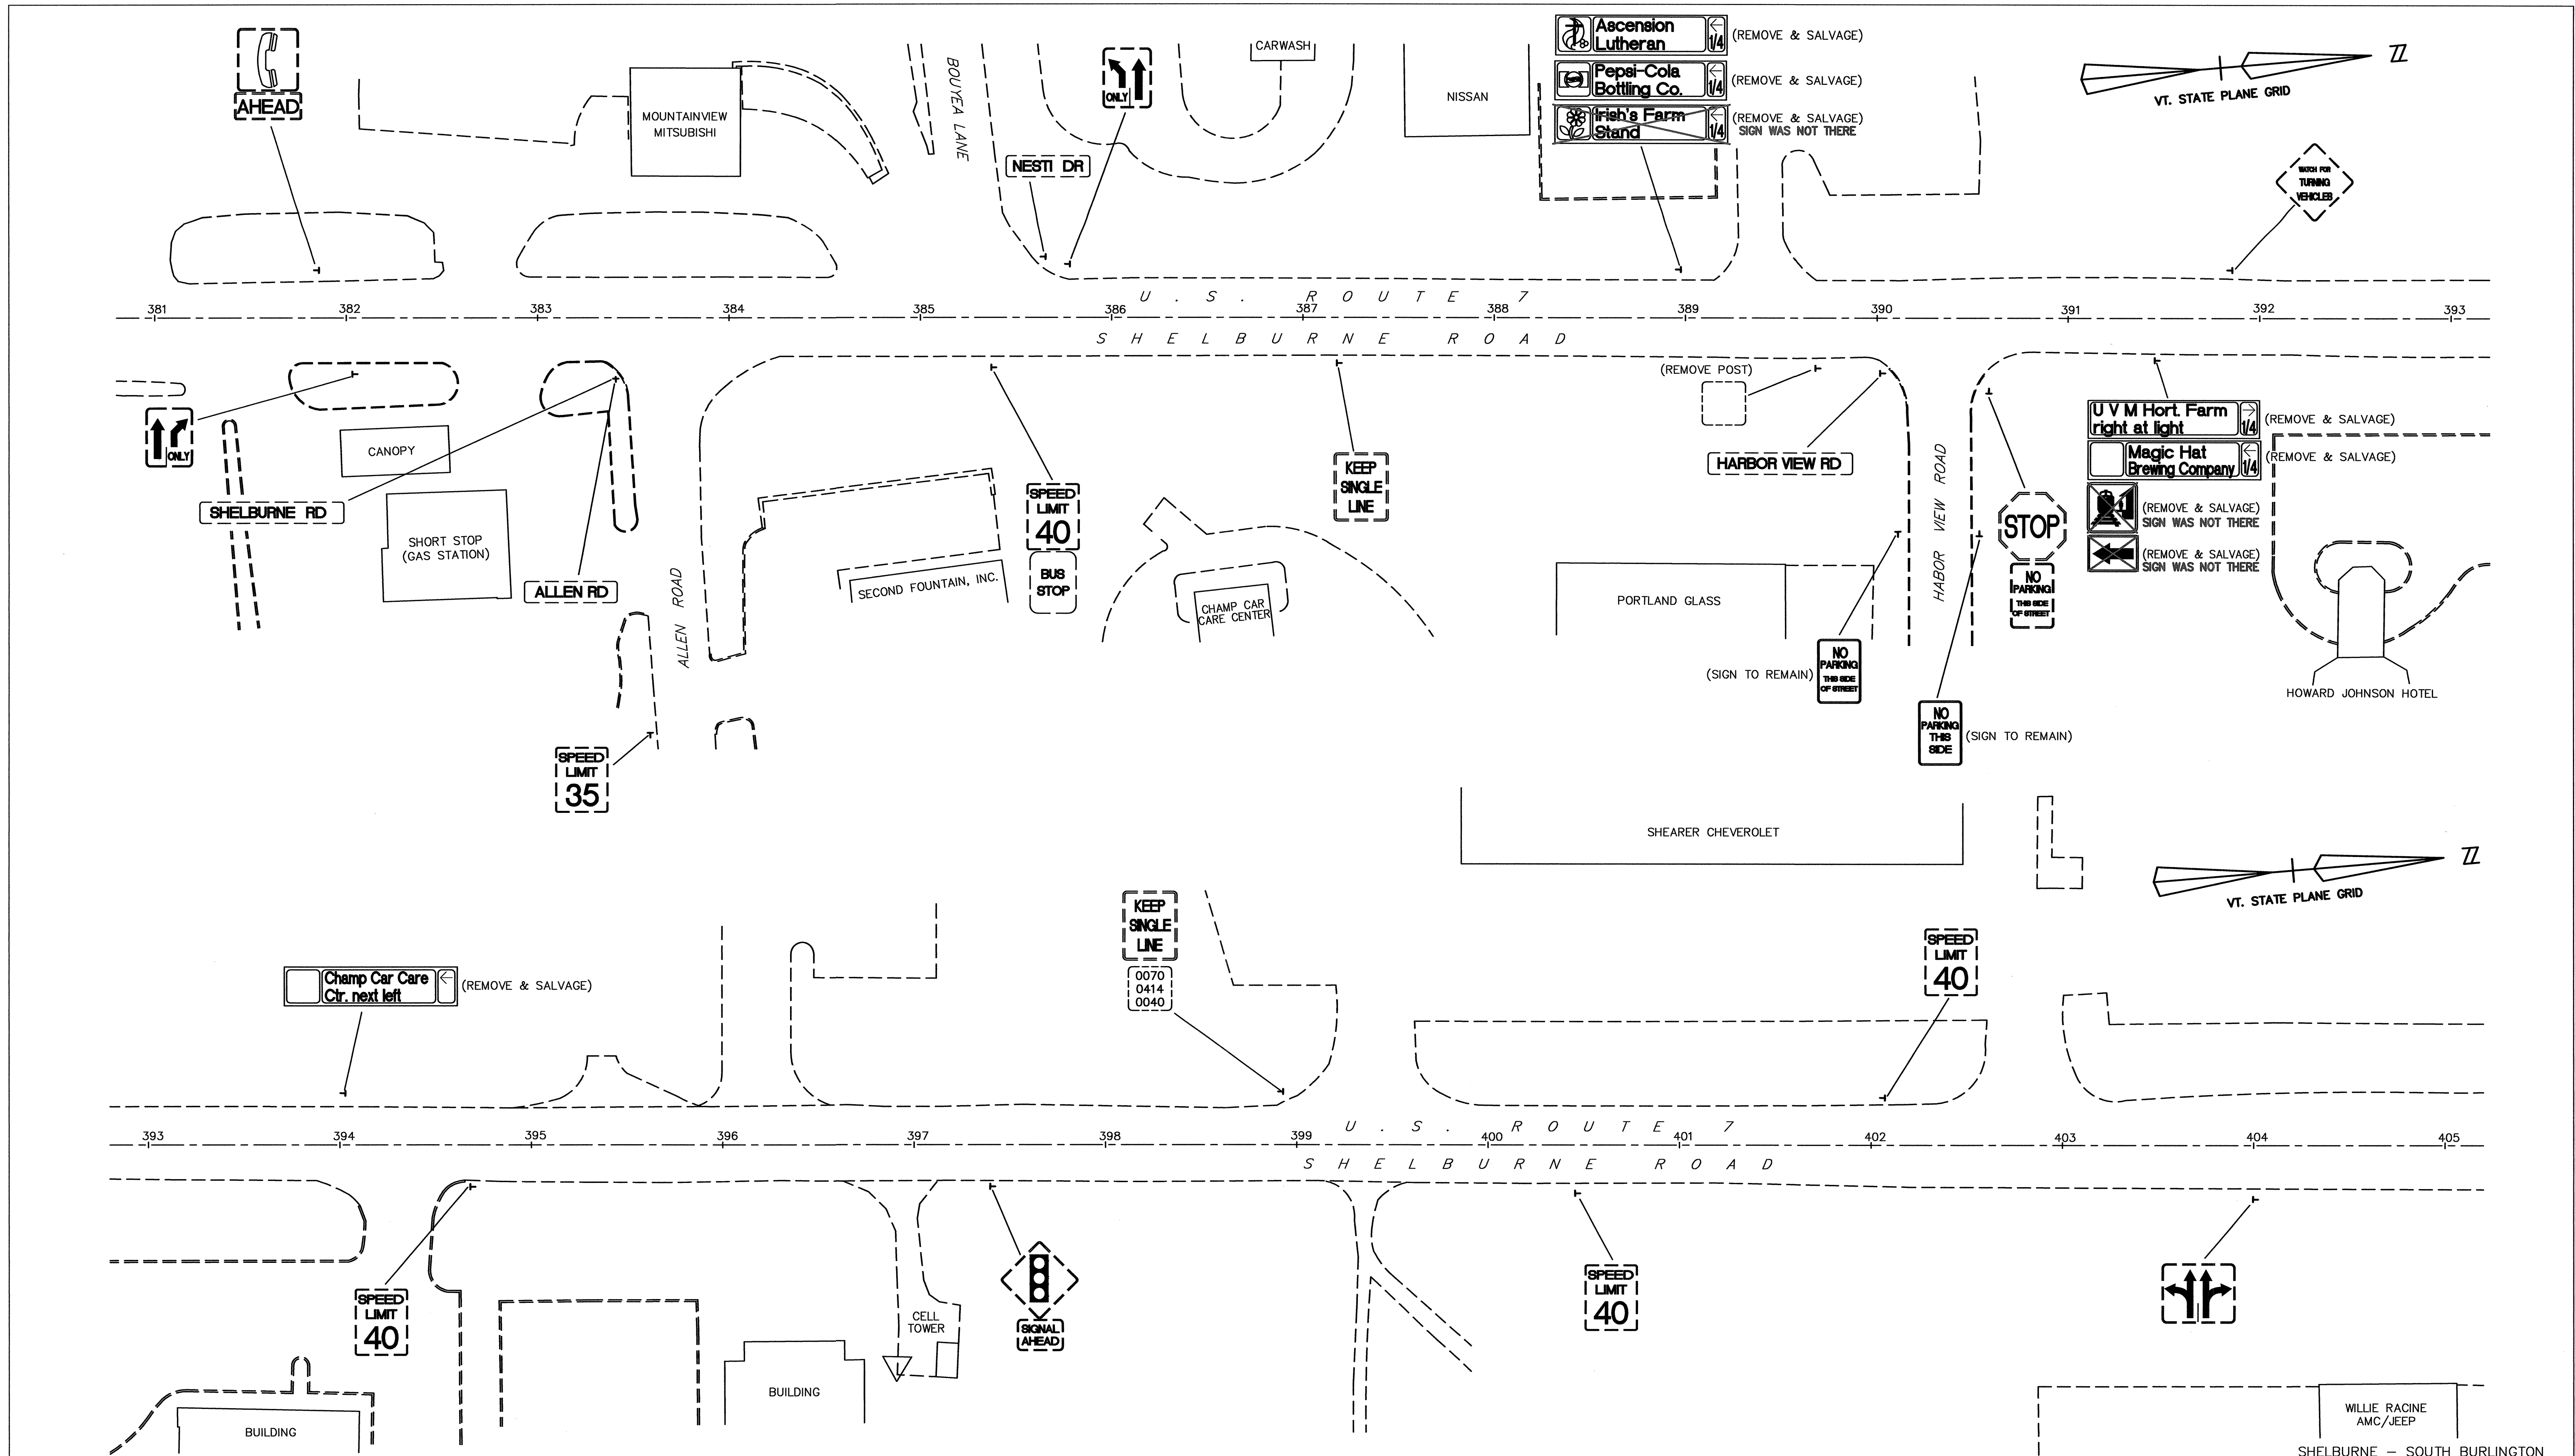 AHEAD
MOUNTAINVIEW
MITSUBISHI
BOUYEA LANE
NESTI DR
ONLY
CARWASH
NISSAN
Ascension
Lutheran
1/4
(REMOVE & SALVAGE)
Pepsi-Cola
Bottling Co.
1/4
(REMOVE & SALVAGE)
Irish's Farm
Stand
1/4
(REMOVE & SALVAGE)
SIGN WAS NOT THERE
VT. STATE PLANE GRID
WATCH FOR
TURNING
VEHICLES
U.S. ROUTE 7
381 382 383 384 385 386 387 388 389 390 391 392 393
SHELBURNE ROAD
ONLY
CANOPY
SHELBURNE RD
SHORT STOP
(GAS STATION)
ALLEN RD
ALLEN ROAD
SPEED
LIMIT
35
SECOND FOUNTAIN, INC.
SPEED
LIMIT
40
BUS
STOP
CHAMP CAR
CARE CENTER
KEEP
SINGLE
LINE
(REMOVE POST)
HARBOR VIEW RD
PORTLAND GLASS
HABOR VIEW ROAD
(SIGN TO REMAIN)
NO
PARKING
THIS SIDE
OF STREET
NO
PARKING
THIS
SIDE
(SIGN TO REMAIN)
STOP
NO
PARKING
THIS SIDE
OF STREET
U V M Hort. Farm
right at light
1/4
(REMOVE & SALVAGE)
Magic Hat
Brewing Company
1/4
(REMOVE & SALVAGE)
(REMOVE & SALVAGE)
SIGN WAS NOT THERE
(REMOVE & SALVAGE)
SIGN WAS NOT THERE
HOWARD JOHNSON HOTEL
SHEARER CHEVEROLET
VT. STATE PLANE GRID
Champ Car Care
Ctr. next left
(REMOVE & SALVAGE)
KEEP
SINGLE
LINE
0070
0414
0040
SPEED
LIMIT
40
U.S. ROUTE 7
393 394 395 396 397 398 399 400 401 402 403 404 405
SHELBURNE ROAD
SPEED
LIMIT
40
CELL
TOWER
SIGNAL
AHEAD
SPEED
LIMIT
40
BUILDING
BUILDING
WILLIE RACINE
AMC/JEEP
SHELBURNE – SOUTH BURLINGTON